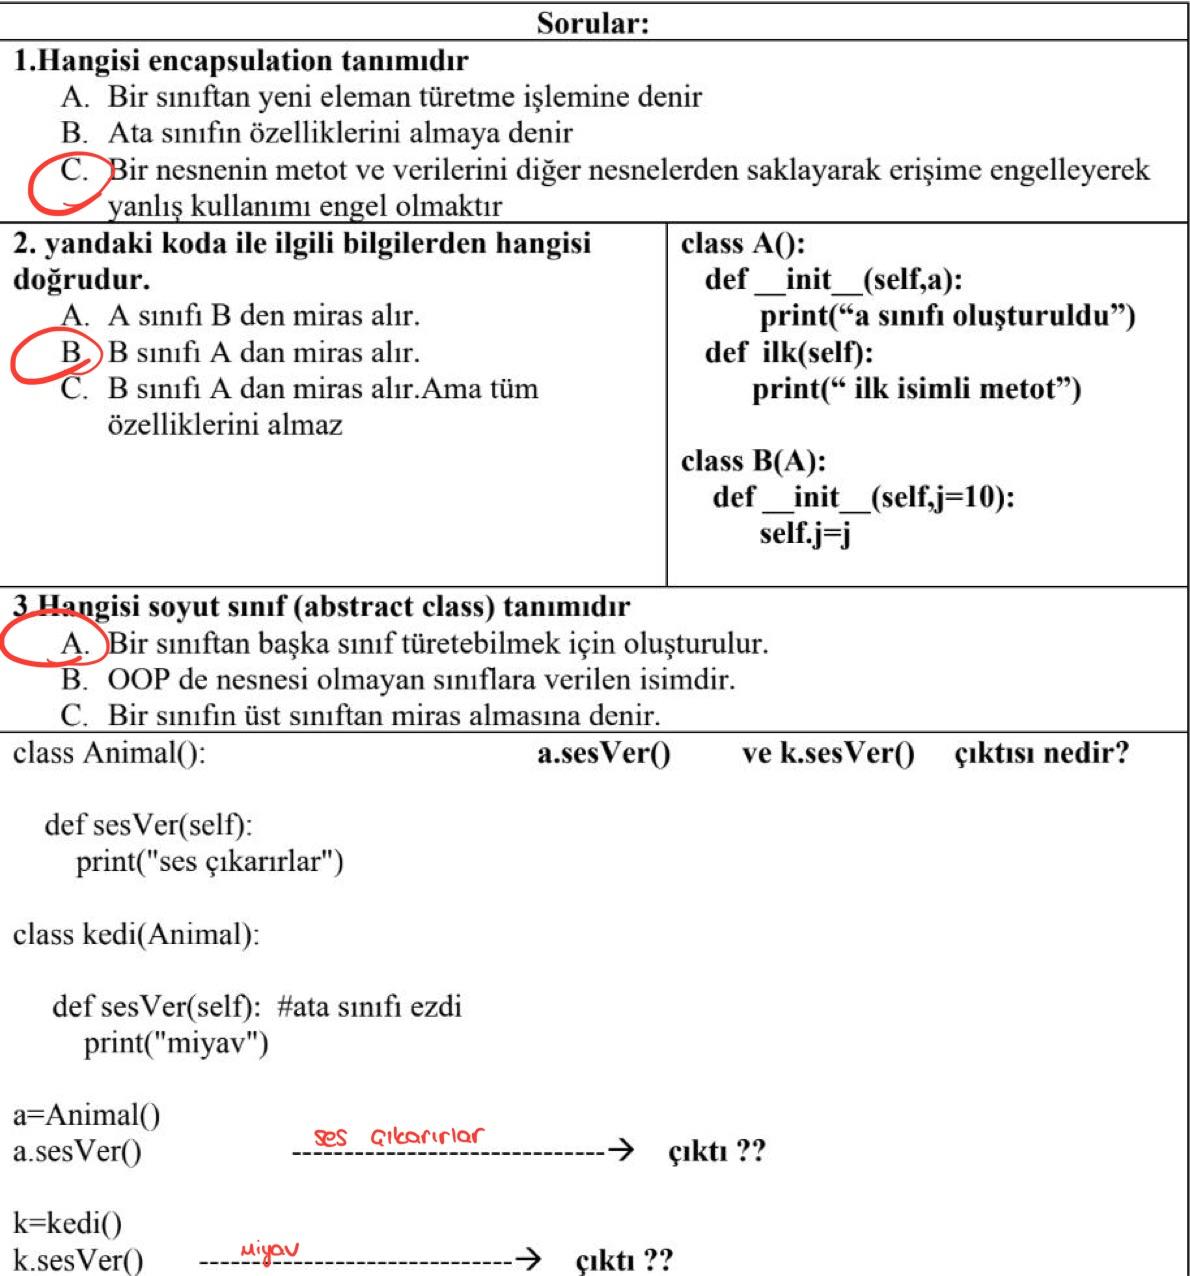 Sorular:
1.Hangisi encapsulation tanımıdır
A. Bir sınıftan yeni eleman türetme işlemine denir
B. Ata sınıfın özelliklerini almaya denir
C. Bir nesnenin metot ve verilerini diğer nesnelerden saklayarak erişime engelleyerek
yanlış kullanımı engel olmaktır
2. yandaki koda ile ilgili bilgilerden hangisi
doğrudur.
A. A sınıfı B den miras alır.
B. B sınıfı A dan miras alır.
C. B sınıfı A dan miras alır.Ama tüm
özelliklerini almaz
class A():
def __init__(self,a):
print(“a sınıfı oluşturuldu”)
def ilk(self):
print(“ ilk isimli metot”)
class B(A):
def __init__(self,j=10):
self.j=j
3.Hangisi soyut sınıf (abstract class) tanımıdır
A. Bir sınıftan başka sınıf türetebilmek için oluşturulur.
B. OOP de nesnesi olmayan sınıflara verilen isimdir.
C. Bir sınıfın üst sınıftan miras almasına denir.
class Animal(): a.sesVer() ve k.sesVer() çıktısı nedir?
def sesVer(self):
print("ses çıkarırlar")
class kedi(Animal):
def sesVer(self): #ata sınıfı ezdi
print("miyav")
a=Animal()
ses çıkarırlar
a.sesVer() ------------------------------→ çıktı ??
k=kedi()
miyav
k.sesVer() ------------------------------→ çıktı ??